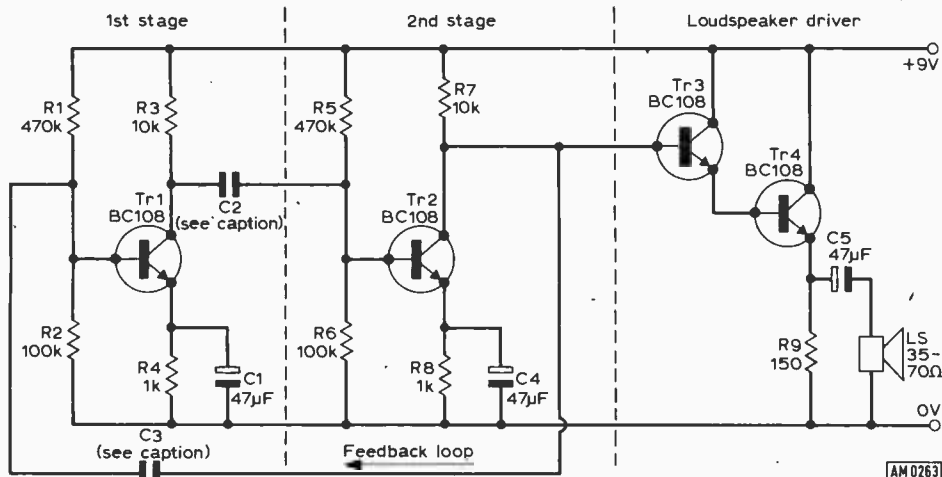 1st stage
2nd stage
Loudspeaker driver
+9V
R1
470k
R3
10k
R5
470k
R7
10k
Tr3
BC108
Tr4
BC108
Tr1
BC108
C2
(see caption)
Tr2
BC108
C5
47µF
R2
100k
R4
1k
C1
47µF
R6
100k
R8
1k
C4
47µF
R9
150
LS
35-
70Ω
0V
C3
(see caption)
Feedback loop
AM0263